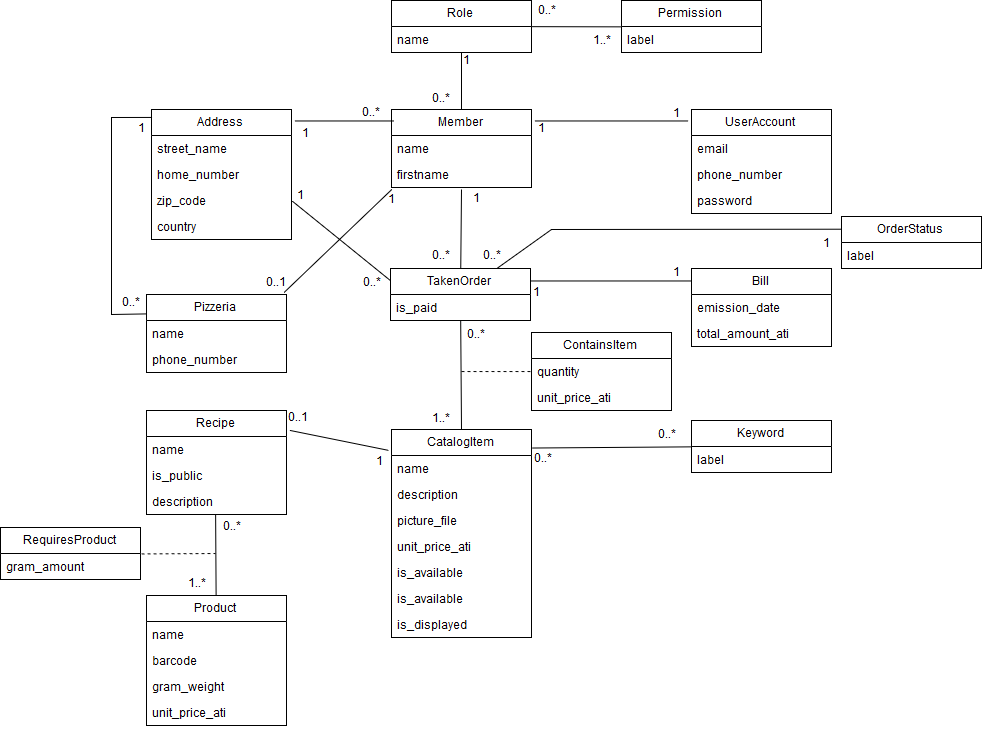 Role
name
0..*
1..*
Permission
label
1
0..*
Address
street_name
home_number
zip_code
country
1
0..*
1
Member
name
firstname
1
1
UserAccount
email
phone_number
password
1
1
1
0..*
0..*
1
OrderStatus
label
0..1
0..*
0..*
Pizzeria
name
phone_number
TakenOrder
is_paid
1
1
Bill
emission_date
total_amount_ati
0..*
ContainsItem
quantity
unit_price_ati
1..*
Recipe
name
is_public
description
0..1
1
CatalogItem
name
description
picture_file
unit_price_ati
is_available
is_available
is_displayed
0..*
0..*
Keyword
label
0..*
RequiresProduct
gram_amount
1..*
Product
name
barcode
gram_weight
unit_price_ati